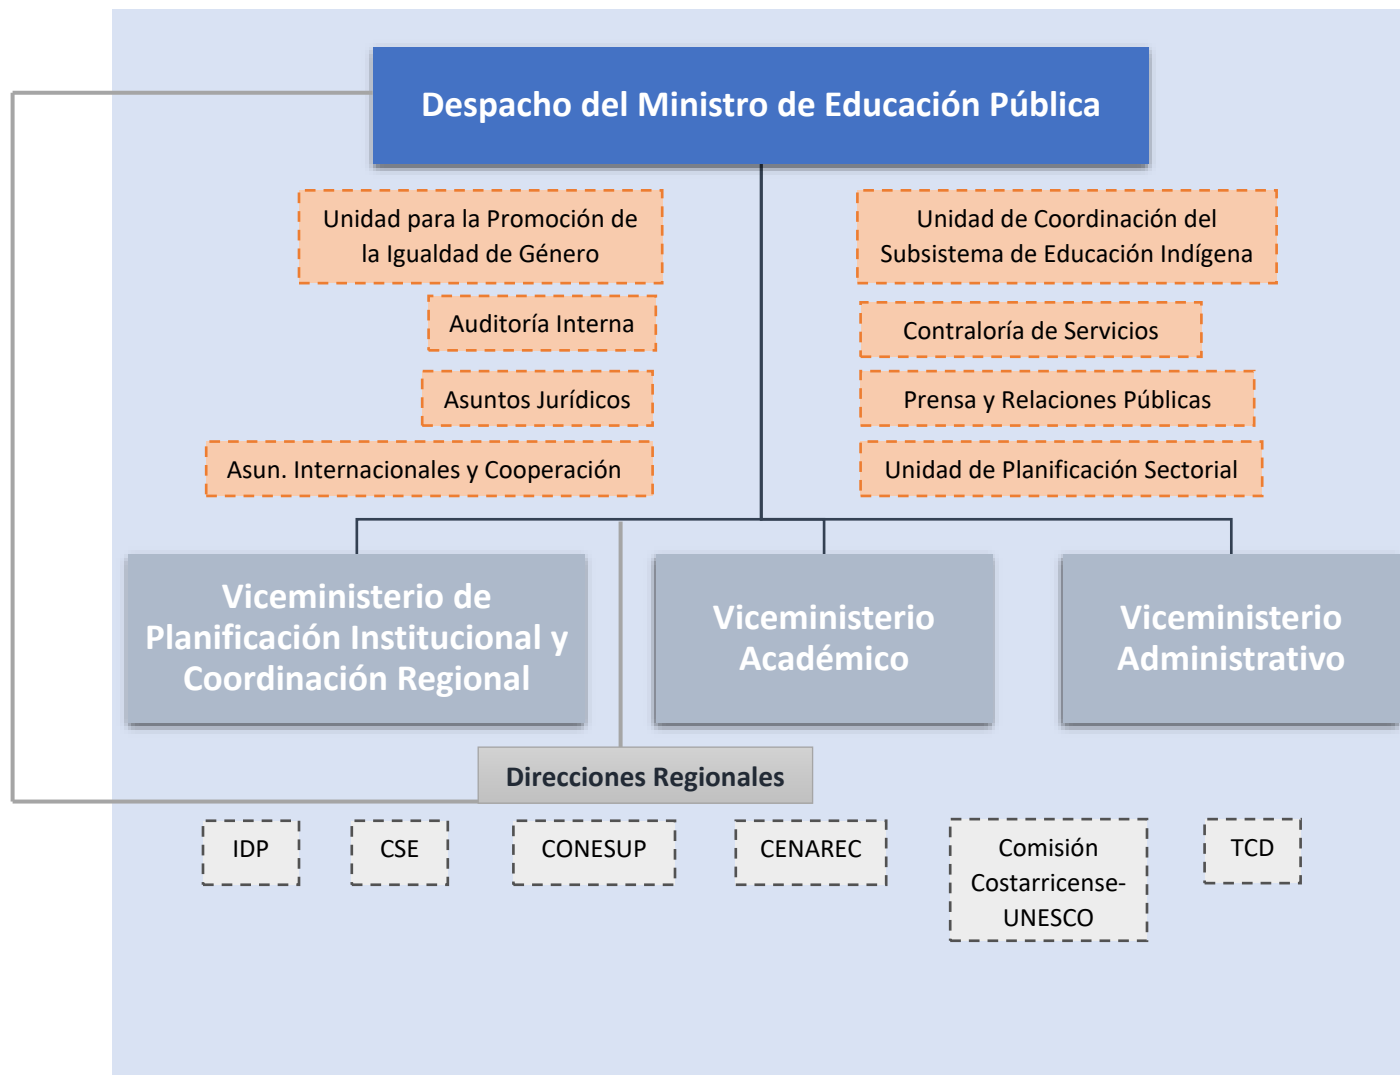 Despacho del Ministro de Educación Pública
Unidad para la Promoción de
la Igualdad de Género
Unidad de Coordinación del
Subsistema de Educación Indígena
Auditoría Interna
Contraloría de Servicios
Asuntos Jurídicos
Prensa y Relaciones Públicas
Asun. Internacionales y Cooperación
Unidad de Planificación Sectorial
Viceministerio de
Planificación Institucional y
Coordinación Regional
Viceministerio
Académico
Viceministerio
Administrativo
Direcciones Regionales
IDP
CSE
CONESUP
CENAREC
Comisión
Costarricense-
UNESCO
TCD